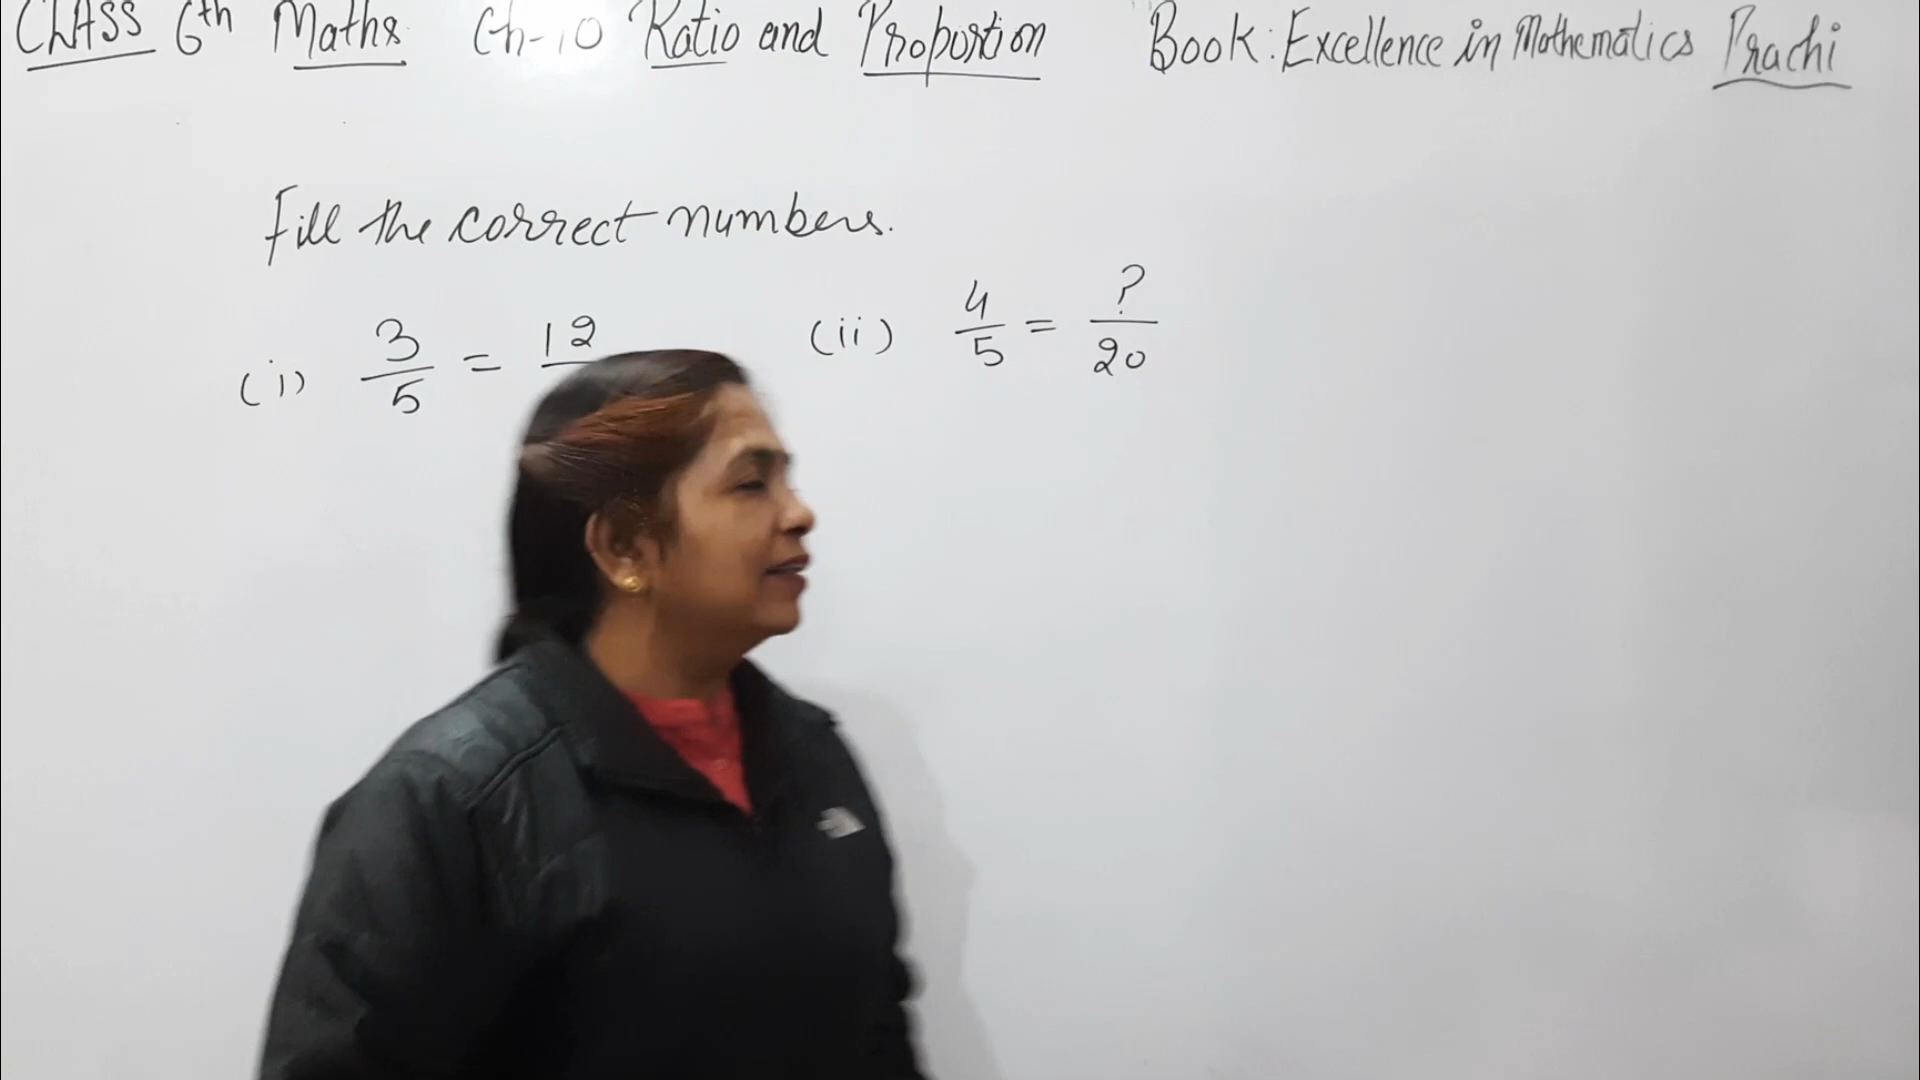 CLASS 6th Maths Ch-10 Ratio and Proportion Book: Excellence in Mathematics Prachi
Fill the correct numbers.
(i) 3/5 = 12/ (ii) 4/5 = ?/20